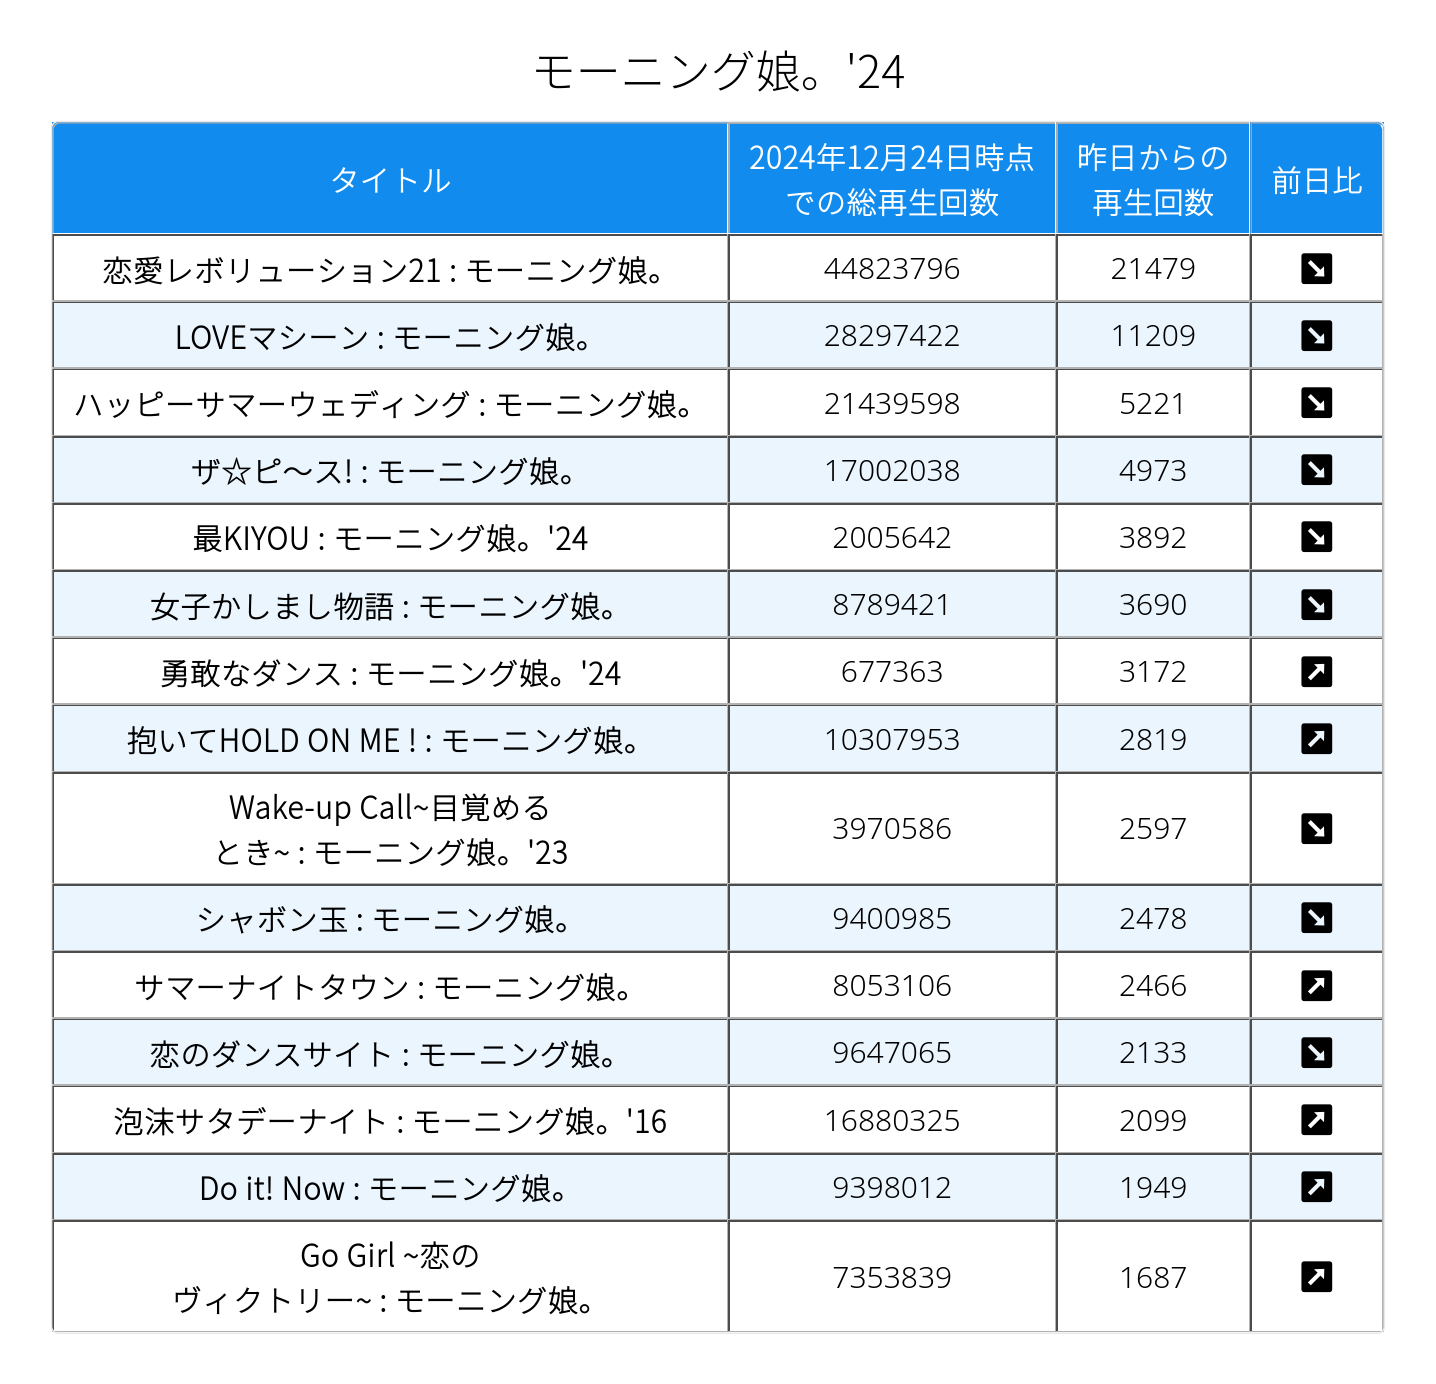 モーニング娘。'24
タイトル
2024年12月24日時点
での総再生回数
昨日からの
再生回数
前日比
恋愛レボリューション21 : モーニング娘。
44823796
21479
LOVEマシーン : モーニング娘。
28297422
11209
ハッピーサマーウェディング : モーニング娘。
21439598
5221
ザ☆ピ〜ス! : モーニング娘。
17002038
4973
最KIYOU : モーニング娘。'24
2005642
3892
女子かしまし物語 : モーニング娘。
8789421
3690
勇敢なダンス : モーニング娘。'24
677363
3172
抱いてHOLD ON ME ! : モーニング娘。
10307953
2819
Wake-up Call~目覚める
とき~ : モーニング娘。'23
3970586
2597
シャボン玉 : モーニング娘。
9400985
2478
サマーナイトタウン : モーニング娘。
8053106
2466
恋のダンスサイト : モーニング娘。
9647065
2133
泡沫サタデーナイト : モーニング娘。'16
16880325
2099
Do it! Now : モーニング娘。
9398012
1949
Go Girl ~恋の
ヴィクトリー~ : モーニング娘。
7353839
1687